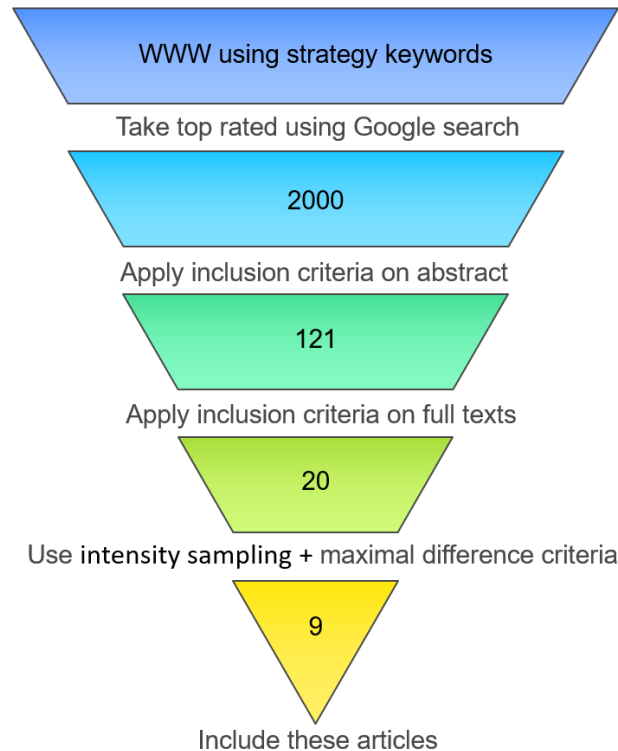 WWW using strategy keywords
Take top rated using Google search
2000
Apply inclusion criteria on abstract
121
Apply inclusion criteria on full texts
20
Use intensity sampling + maximal difference criteria
9
Include these articles